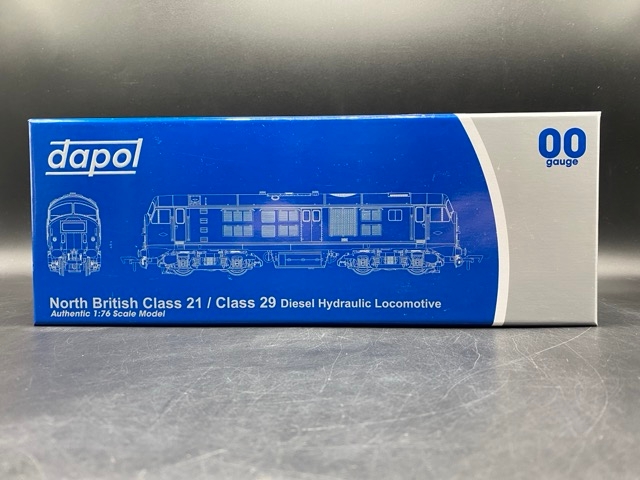 dapol
00
gauge
North British Class 21 / Class 29 Diesel Hydraulic Locomotive
Authentic 1:76 Scale Model